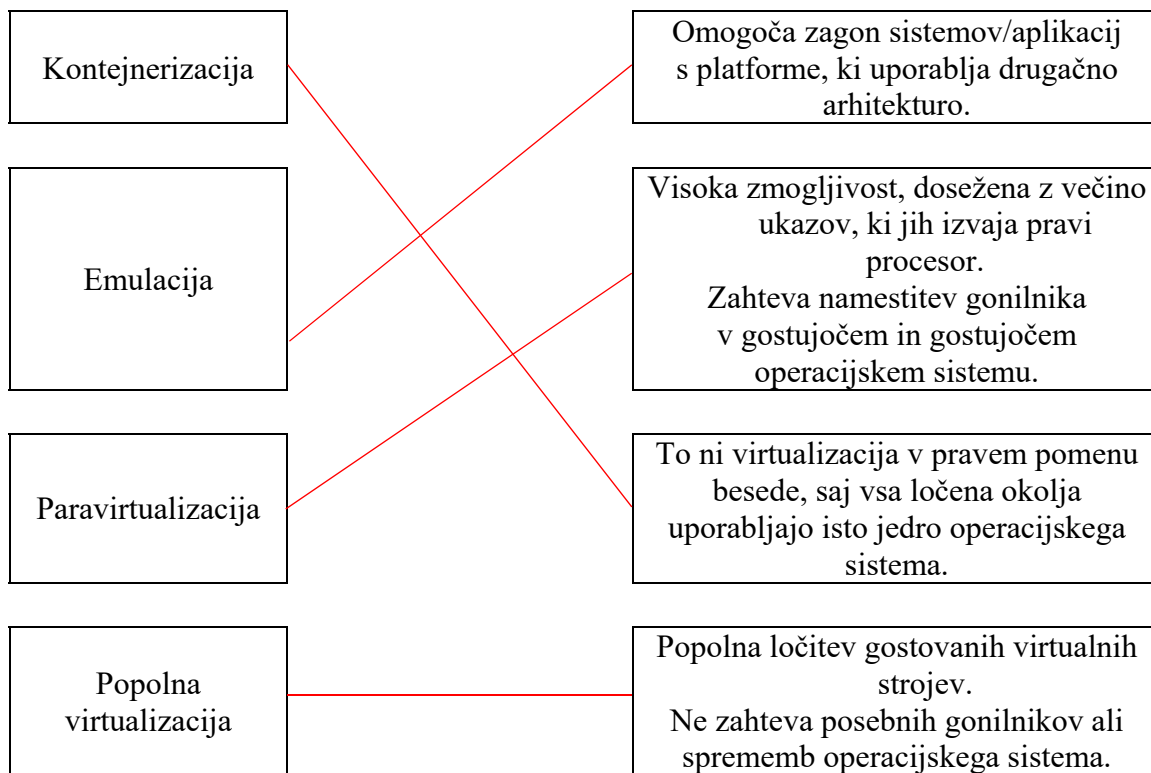 Kontejnerizacija
Omogoča zagon sistemov/aplikacij
s platforme, ki uporablja drugačno
arhitekturo.
Emulacija
Visoka zmogljivost, dosežena z večino
ukazov, ki jih izvaja pravi
procesor.
Zahteva namestitev gonilnika
v gostujočem in gostujočem
operacijskem sistemu.
Paravirtualizacija
To ni virtualizacija v pravem pomenu
besede, saj vsa ločena okolja
uporabljajo isto jedro operacijskega
sistema.
Popolna
virtualizacija
Popolna ločitev gostovanih virtualnih
strojev.
Ne zahteva posebnih gonilnikov ali
sprememb operacijskega sistema.